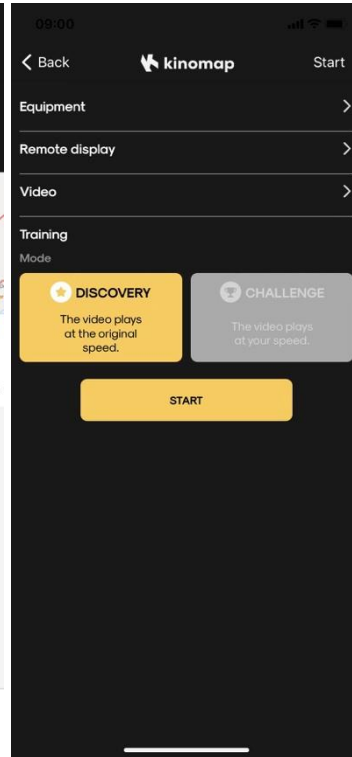 09:00
Back kinomap Start
Equipment
Remote display
Video
Training
Mode
DISCOVERY
The video plays
at the original
speed.
CHALLENGE
The video plays
at your speed.
START